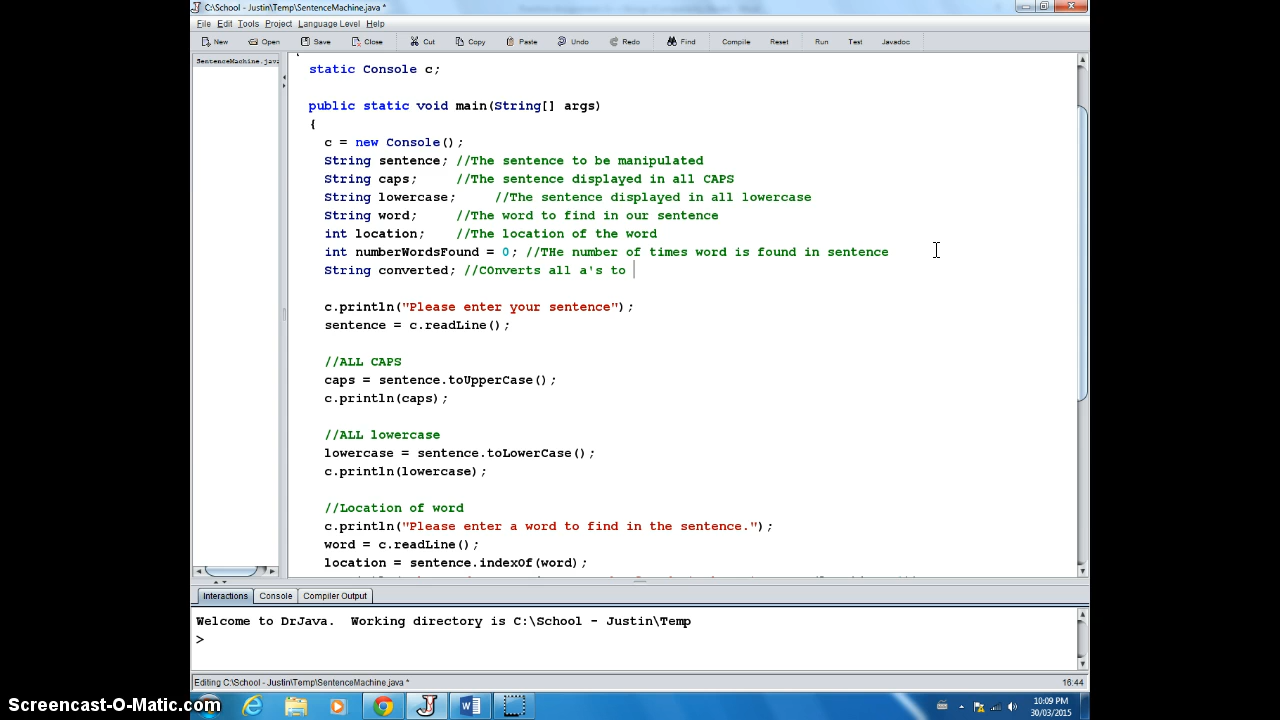 C:\School - Justin\Temp\SentenceMachine.java *
File Edit Tools Project Language Level Help
New Open Save Close Cut Copy Paste Undo Redo Find Compile Reset Run Test Javadoc
SentenceMachine.java
static Console c;
public static void main(String[] args)
{
c = new Console();
String sentence; //The sentence to be manipulated
String caps; //The sentence displayed in all CAPS
String lowercase; //The sentence displayed in all lowercase
String word; //The word to find in our sentence
int location; //The location of the word
int numberWordsFound = 0; //THe number of times word is found in sentence
String converted; //COnverts all a's to
c.println("Please enter your sentence");
sentence = c.readLine();
//ALL CAPS
caps = sentence.toUpperCase();
c.println(caps);
//ALL lowercase
lowercase = sentence.toLowerCase();
c.println(lowercase);
//Location of word
c.println("Please enter a word to find in the sentence.");
word = c.readLine();
location = sentence.indexOf(word);
Interactions Console Compiler Output
Welcome to DrJava. Working directory is C:\School - Justin\Temp
>
Editing C:\School - Justin\Temp\SentenceMachine.java * 16:44
Screencast-O-Matic.com
10:09 PM
30/03/2015